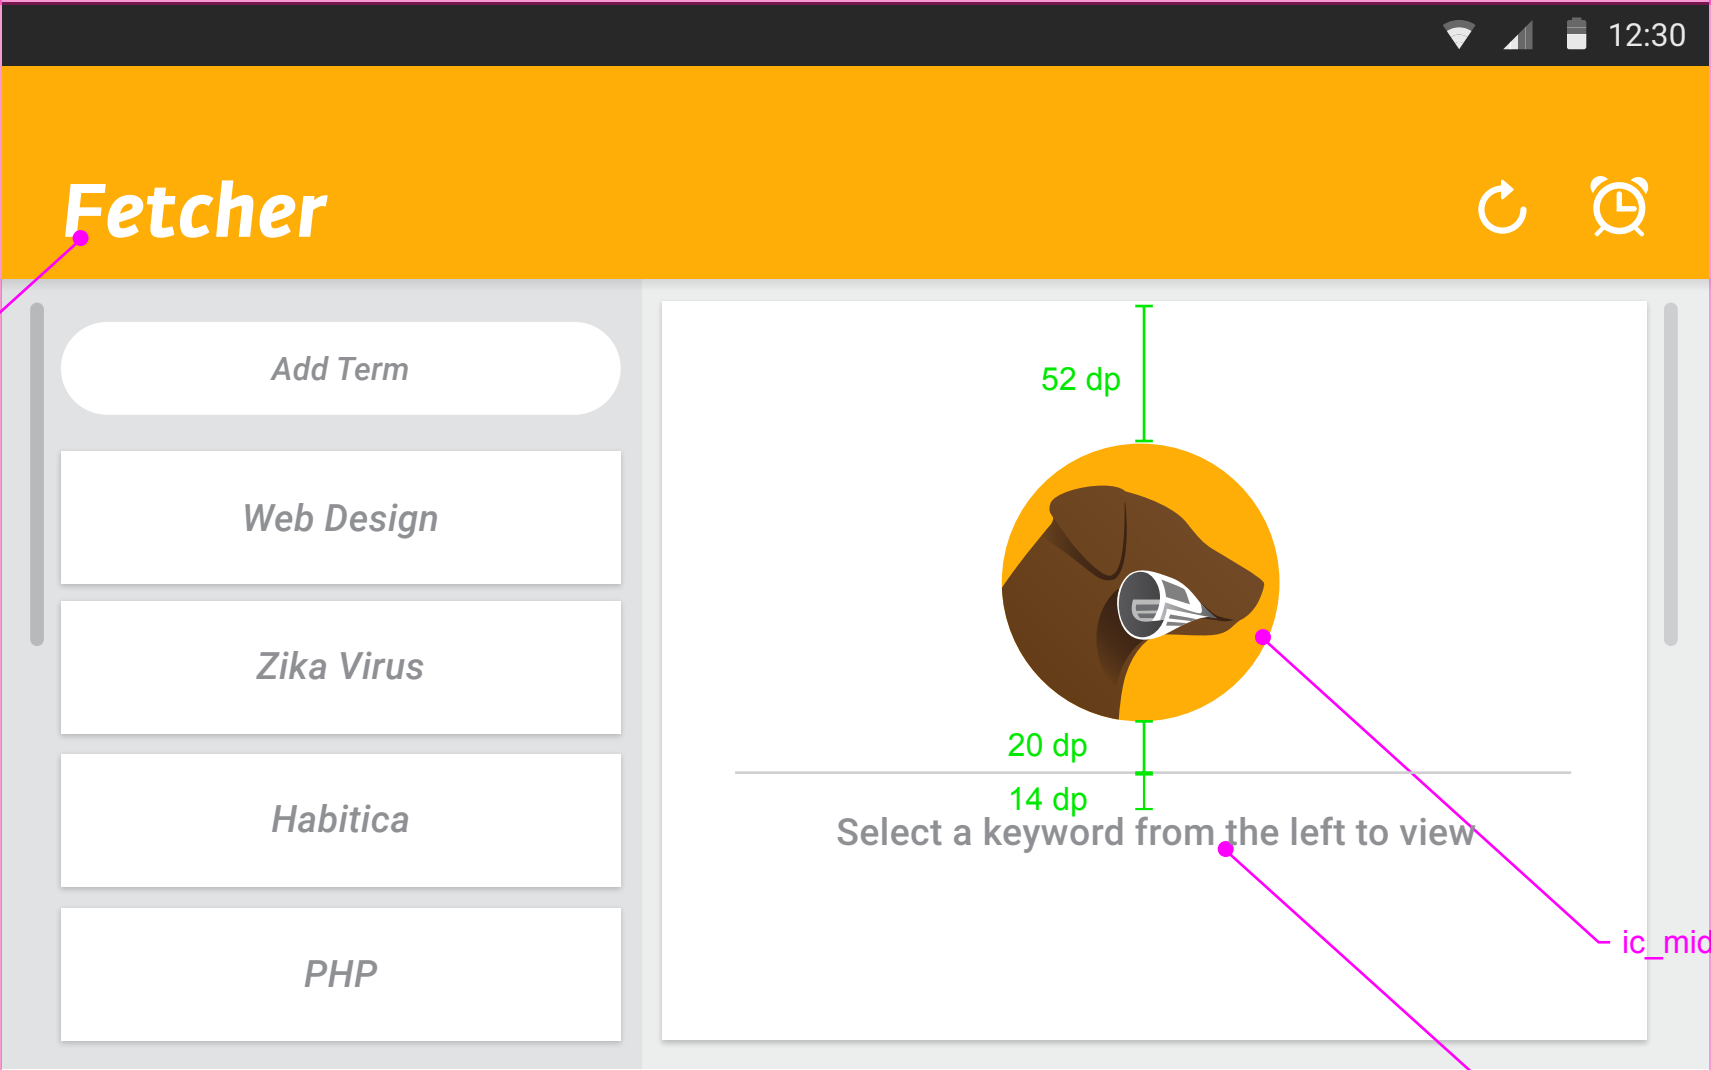 12:30
Fetcher
Add Term
Web Design
Zika Virus
Habitica
PHP
52 dp
20 dp
14 dp
Select a keyword from the left to view
ic_mid